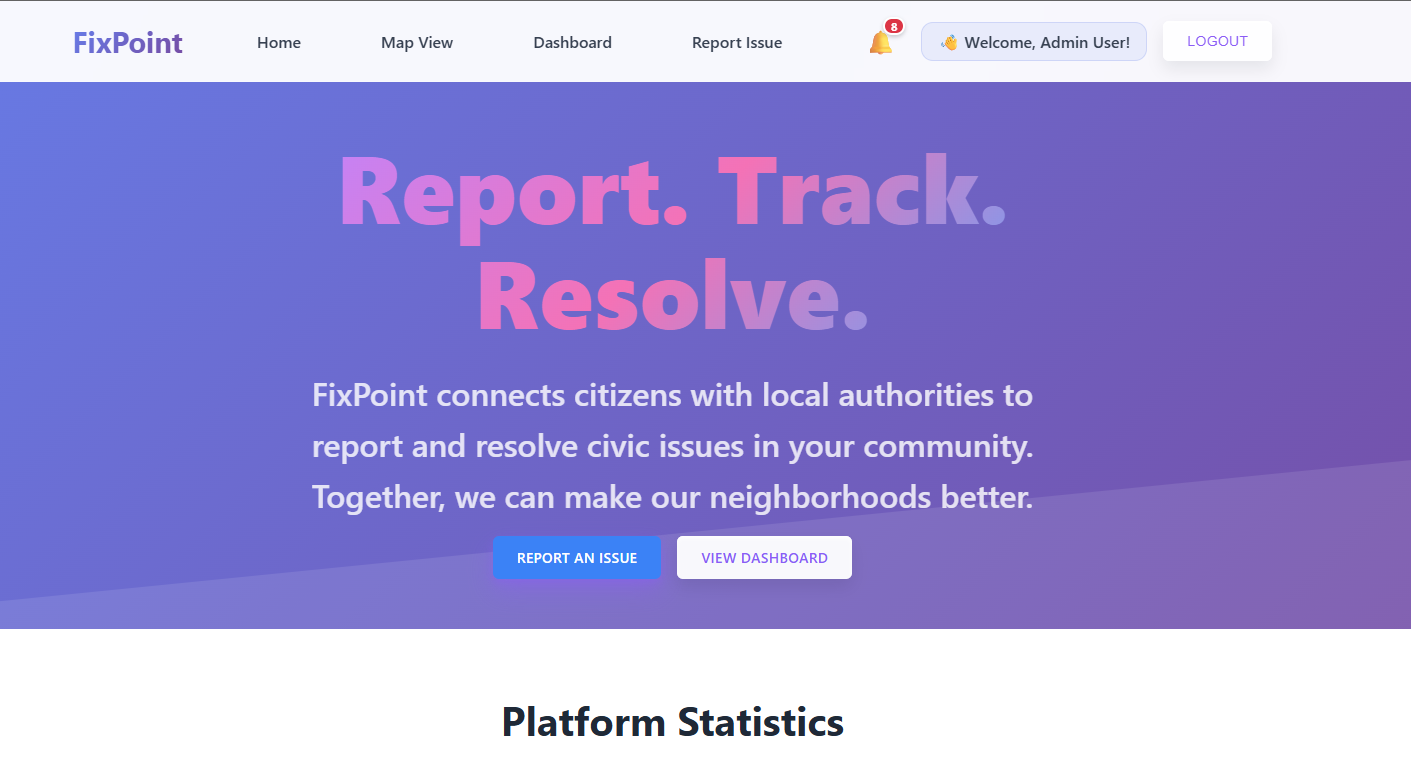 FixPoint
Home
Map View
Dashboard
Report Issue
8
👋 Welcome, Admin User!
LOGOUT
Report. Track.
Resolve.
FixPoint connects citizens with local authorities to
report and resolve civic issues in your community.
Together, we can make our neighborhoods better.
REPORT AN ISSUE
VIEW DASHBOARD
Platform Statistics